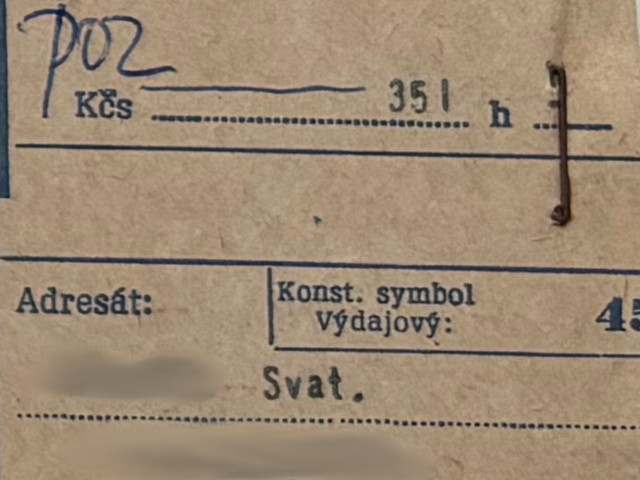 poz
Kčs 351 h
Adresát:
Konst. symbol
Výdajový: 45
Svat.